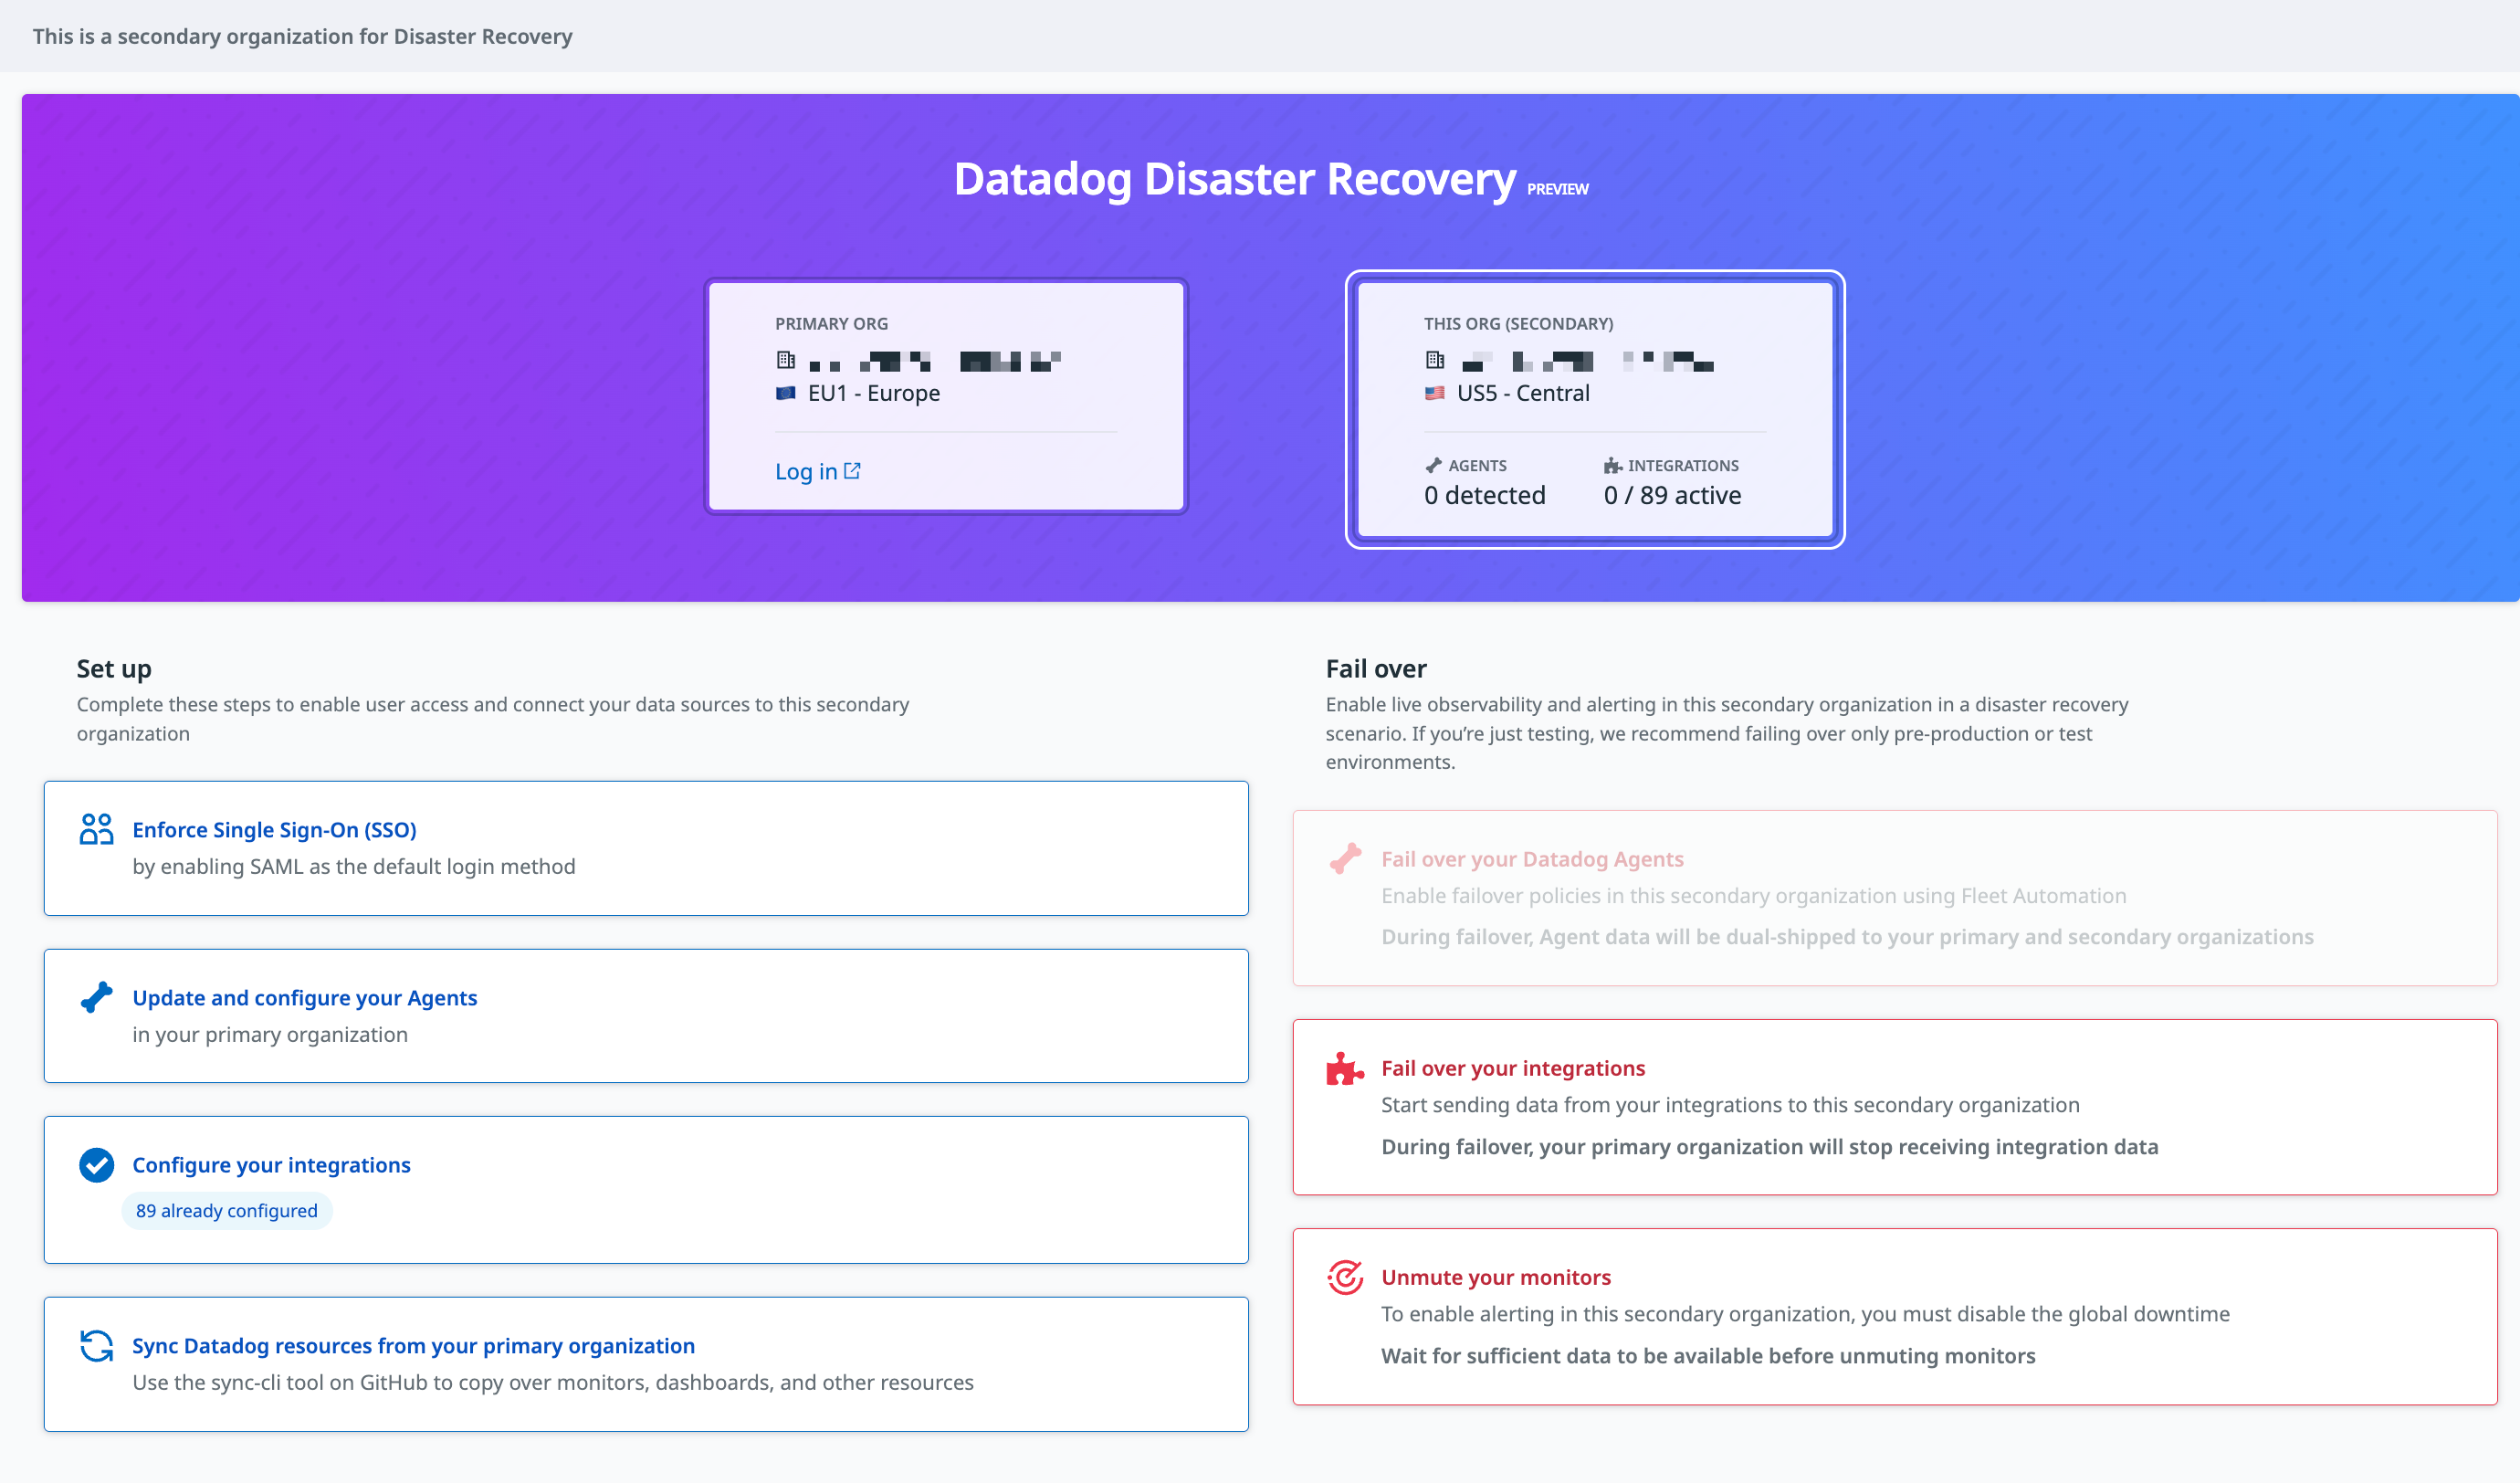 This is a secondary organization for Disaster Recovery
Datadog Disaster Recovery PREVIEW
PRIMARY ORG
EU1 - Europe
Log in
THIS ORG (SECONDARY)
US5 - Central
AGENTS
0 detected
INTEGRATIONS
0 / 89 active
Set up
Complete these steps to enable user access and connect your data sources to this secondary
organization
Enforce Single Sign-On (SSO)
by enabling SAML as the default login method
Update and configure your Agents
in your primary organization
Configure your integrations
89 already configured
Sync Datadog resources from your primary organization
Use the sync-cli tool on GitHub to copy over monitors, dashboards, and other resources
Fail over
Enable live observability and alerting in this secondary organization in a disaster recovery
scenario. If you’re just testing, we recommend failing over only pre-production or test
environments.
Fail over your Datadog Agents
Enable failover policies in this secondary organization using Fleet Automation
During failover, Agent data will be dual-shipped to your primary and secondary organizations
Fail over your integrations
Start sending data from your integrations to this secondary organization
During failover, your primary organization will stop receiving integration data
Unmute your monitors
To enable alerting in this secondary organization, you must disable the global downtime
Wait for sufficient data to be available before unmuting monitors